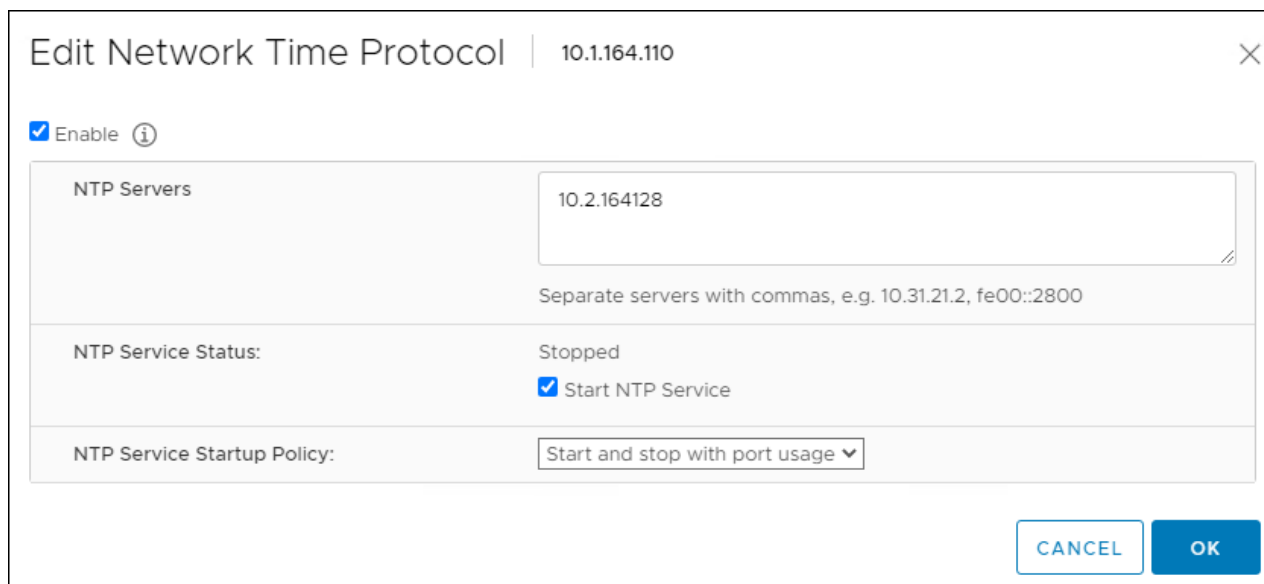 Edit Network Time Protocol 10.1.164.110
Enable
NTP Servers
10.2.164128
Separate servers with commas, e.g. 10.31.21.2, fe00::2800
NTP Service Status:
Stopped
Start NTP Service
NTP Service Startup Policy:
Start and stop with port usage
CANCEL
OK